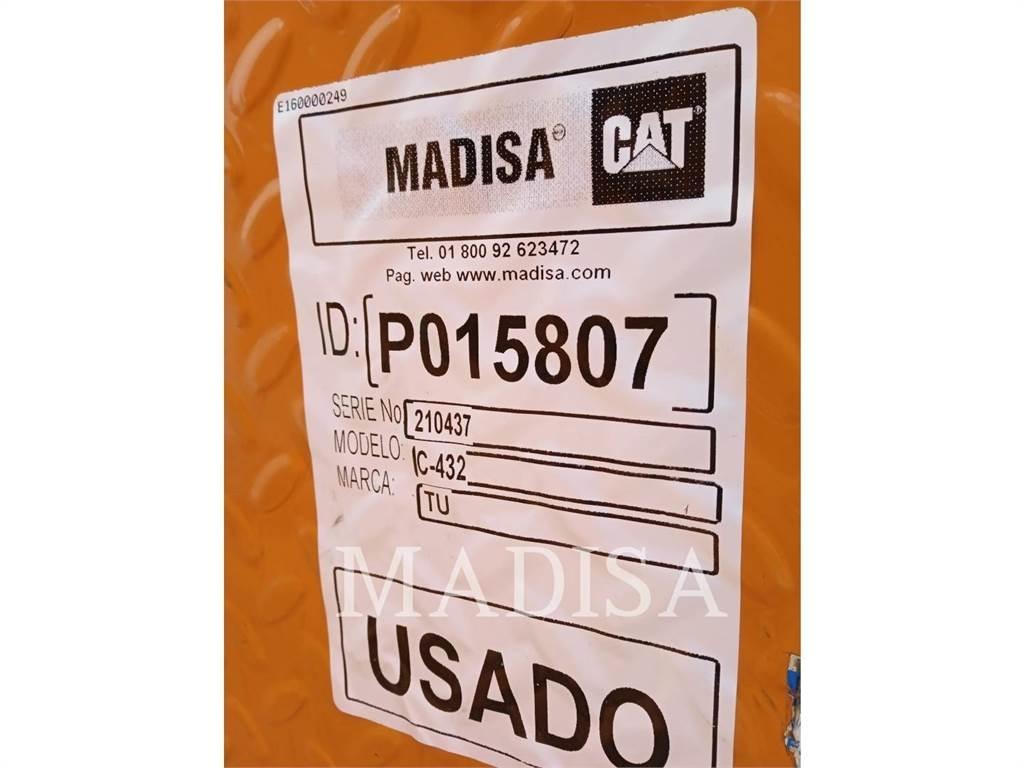 E160000249
MADISA CAT
Tel. 01 800 92 623472
Pag. web www.madisa.com
ID: P015807
SERIE No 210437
MODELO: C-432
MARCA: TU
MADISA
USADO